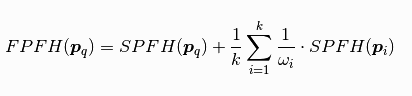 FPFH(p_q) = SPFH(p_q) + \frac{1}{k} \sum_{i=1}^{k} \frac{1}{\omega_i} \cdot SPFH(p_i)